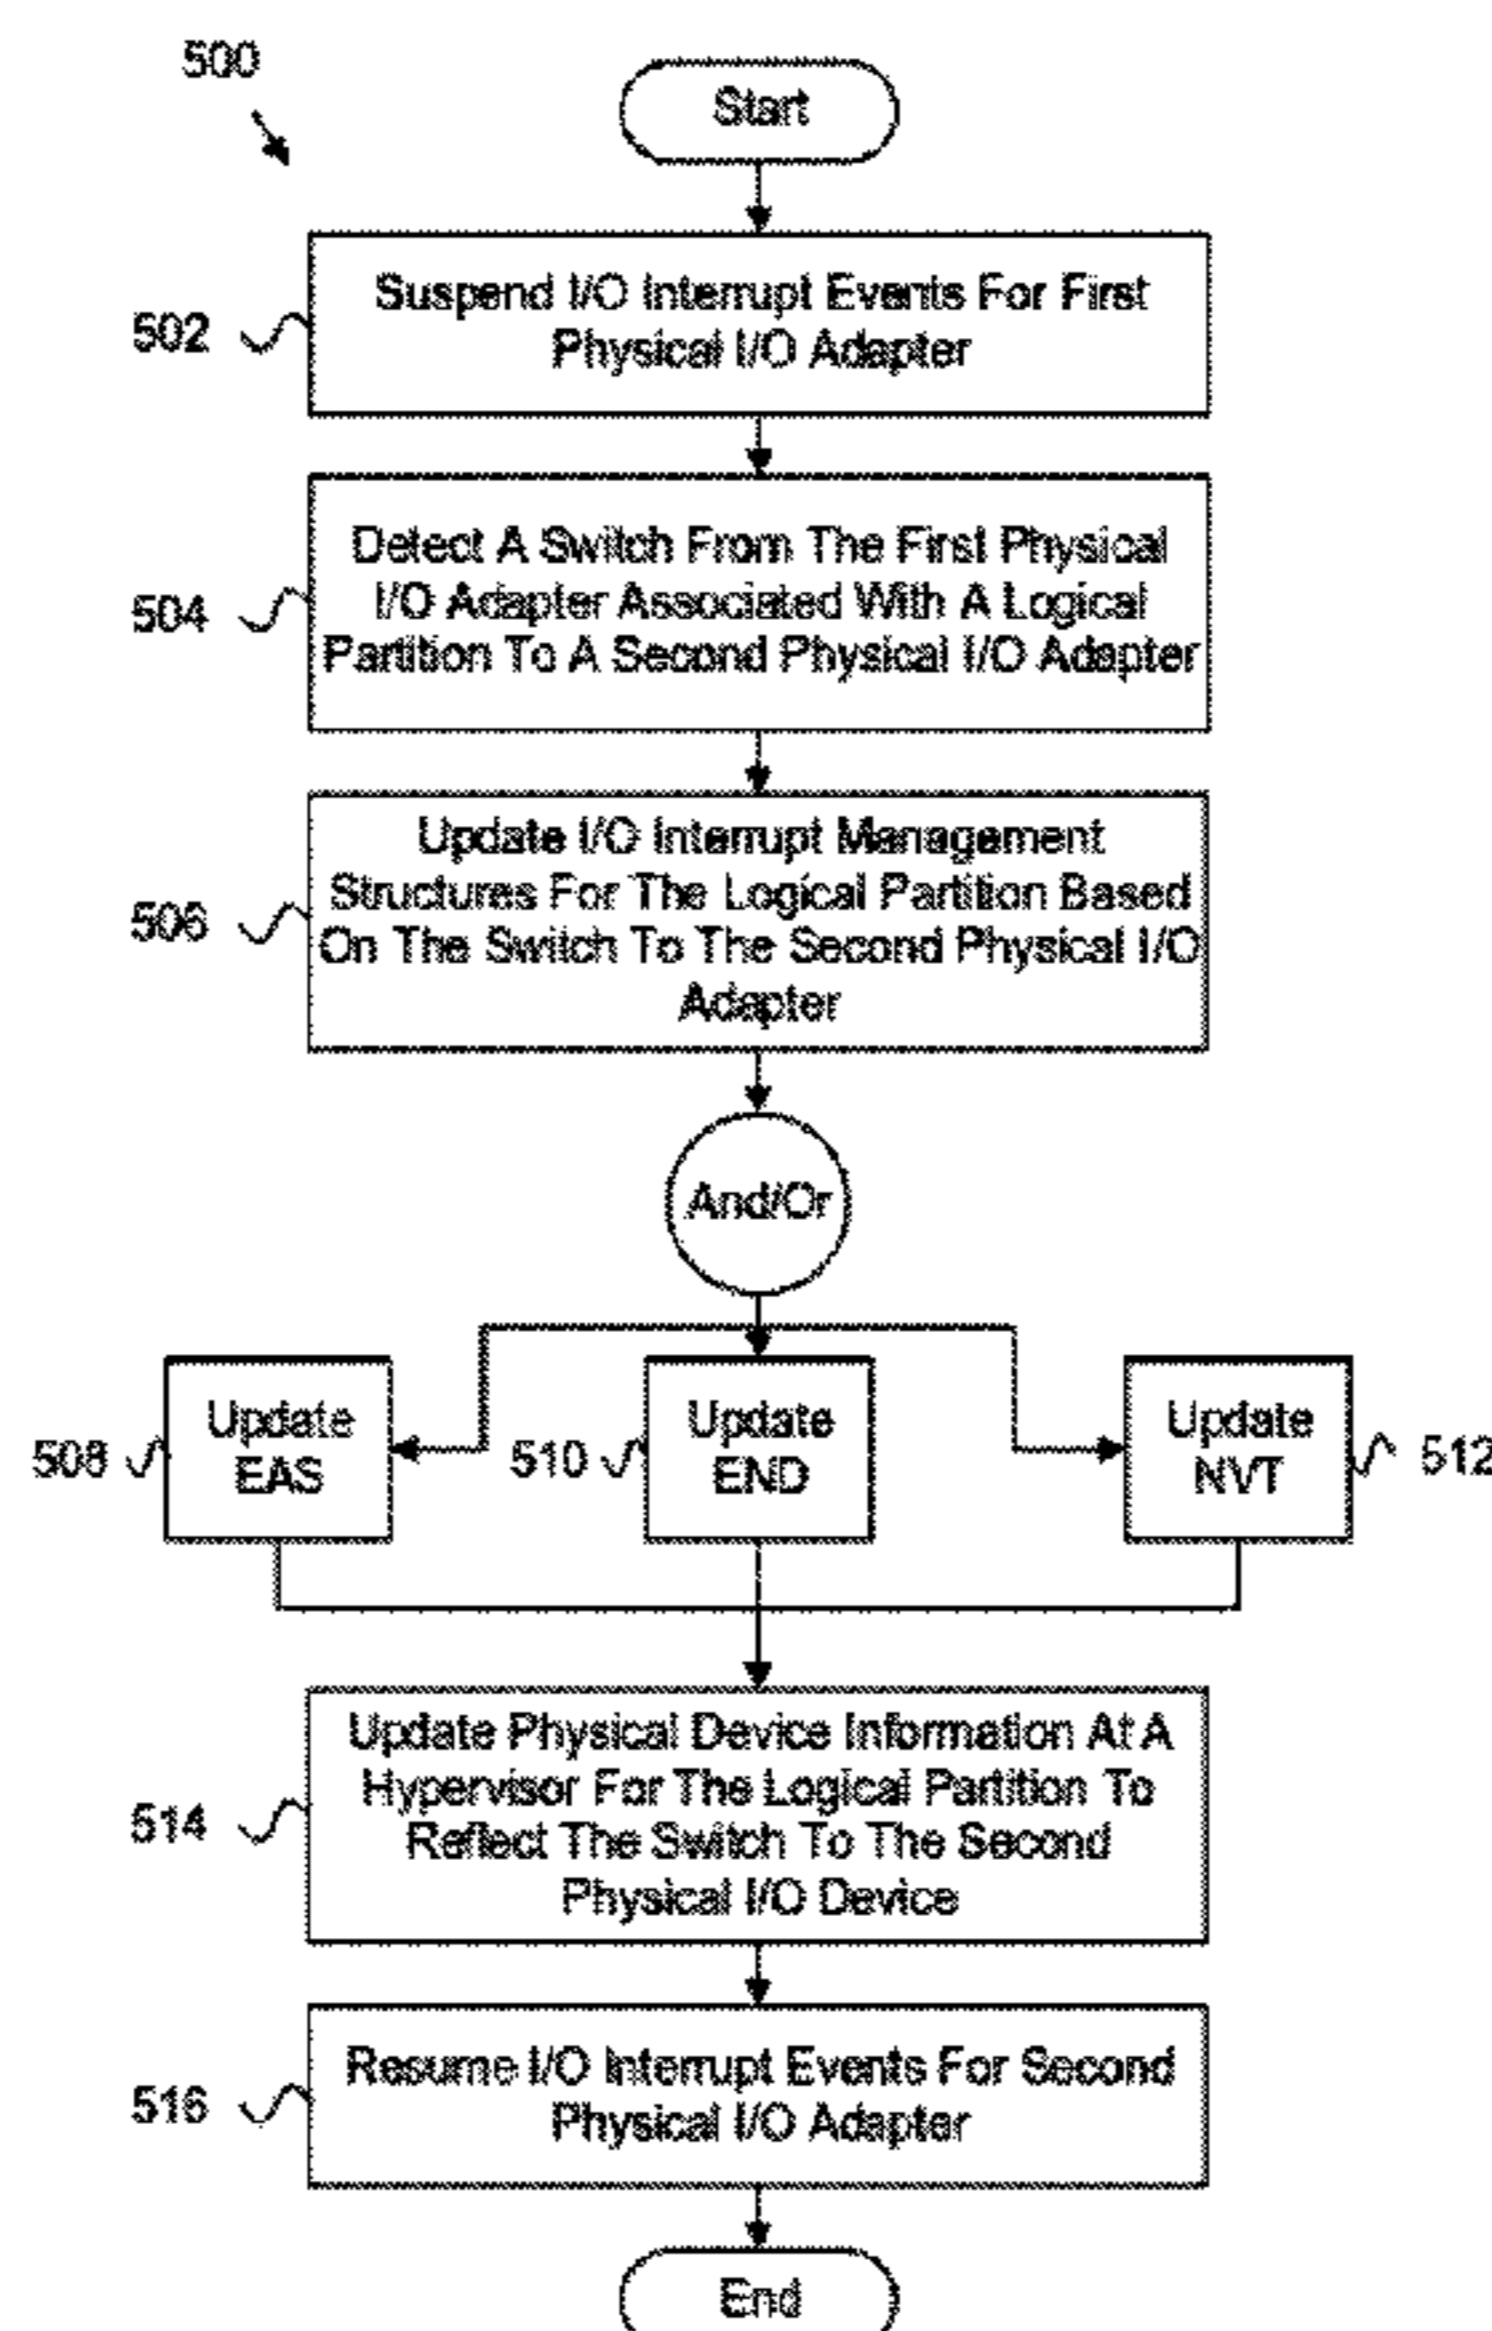 500
Start
502
Suspend I/O Interrupt Events For First
Physical I/O Adapter
504
Detect A Switch From The First Physical
I/O Adapter Associated With A Logical
Partition To A Second Physical I/O Adapter
506
Update I/O Interrupt Management
Structures For The Logical Partition Based
On The Switch To The Second Physical I/O
Adapter
And/Or
508
Update
EAS
510
Update
END
Update
NVT
512
514
Update Physical Device Information At A
Hypervisor For The Logical Partition To
Reflect The Switch To The Second
Physical I/O Device
516
Resume I/O Interrupt Events For Second
Physical I/O Adapter
End